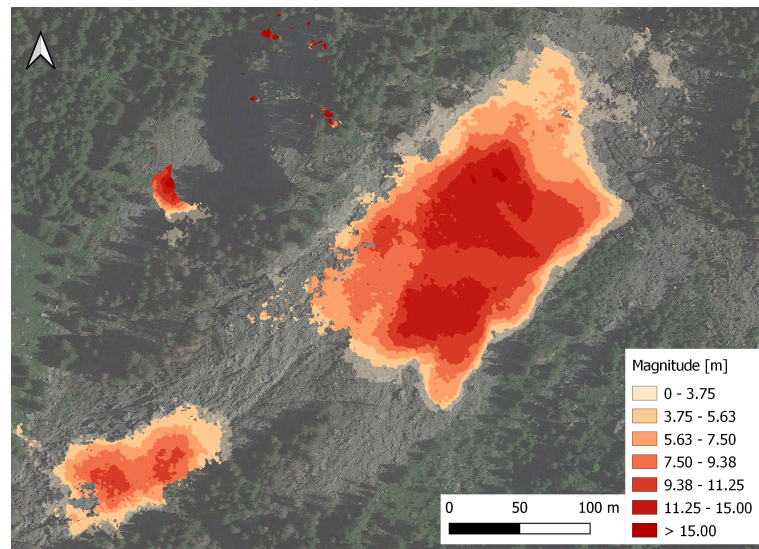 Magnitude [m]
0 - 3.75
3.75 - 5.63
5.63 - 7.50
7.50 - 9.38
9.38 - 11.25
11.25 - 15.00
> 15.00
0 50 100 m